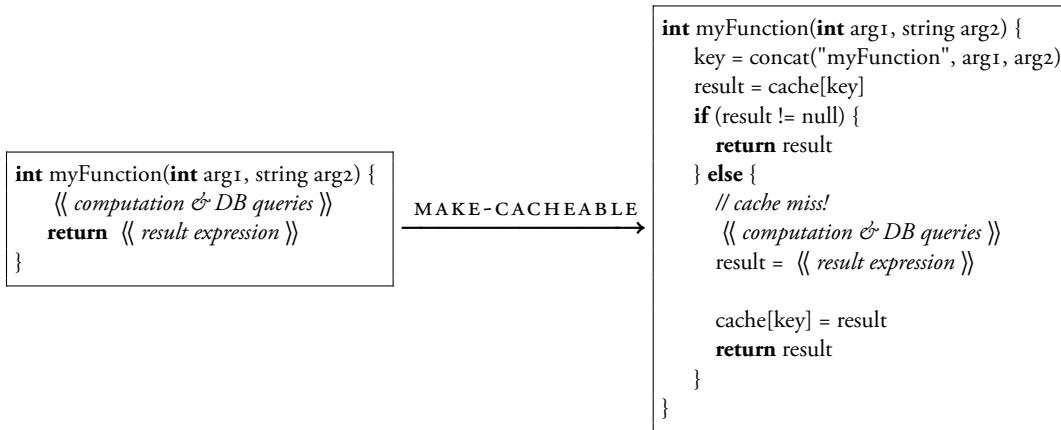 int myFunction(int arg1, string arg2) {
⟪ computation & DB queries ⟫
return ⟪ result expression ⟫
}
MAKE-CACHEABLE
int myFunction(int arg1, string arg2) {
key = concat("myFunction", arg1, arg2)
result = cache[key]
if (result != null) {
return result
} else {
// cache miss!
⟪ computation & DB queries ⟫
result = ⟪ result expression ⟫
cache[key] = result
return result
}
}